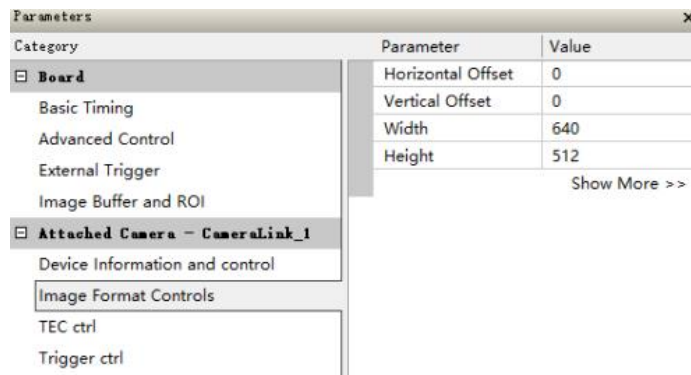 Parameters
Category
Parameter Value
Board
Horizontal Offset 0
Basic Timing
Vertical Offset 0
Advanced Control
Width 640
External Trigger
Height 512
Image Buffer and ROI
Show More >>
Attached Camera - CameraLink_1
Device Information and control
Image Format Controls
TEC ctrl
Trigger ctrl